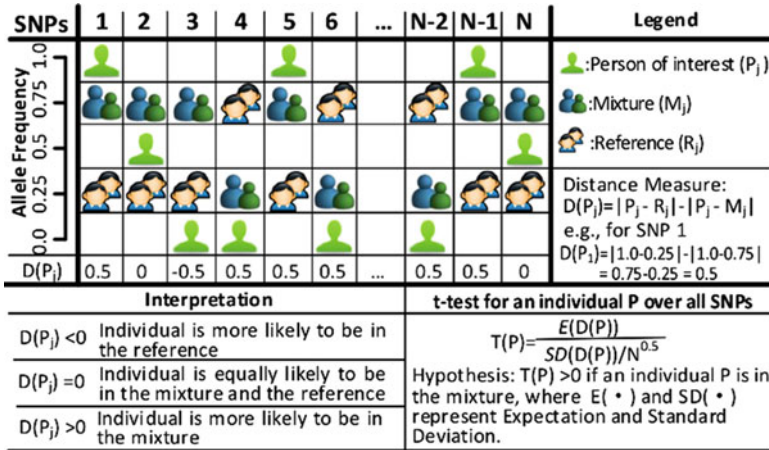 SNPs 1 2 3 4 5 6 ... N-2 N-1 N Legend
Allele Frequency
1.0
0.75
0.5
0.25
0.0
:Person of interest (Pj)
:Mixture (Mj)
:Reference (Rj)
Distance Measure:
D(Pj)=|Pj - Rj|-|Pj - Mj|
e.g., for SNP 1
D(P1)=|1.0-0.25|-|1.0-0.75|
= 0.75-0.25 = 0.5
D(Pj) 0.5 0 -0.5 0.5 0.5 0.5 ... 0.5 0.5 0
Interpretation
D(Pj) <0 Individual is more likely to be in
the reference
D(Pj) =0 Individual is equally likely to be
in the mixture and the reference
D(Pj) >0 Individual is more likely to be in
the mixture
t-test for an individual P over all SNPs
T(P)= E(D(P))
SD(D(P))/N^0.5
Hypothesis: T(P) >0 if an individual P is in
the mixture, where E( • ) and SD( • )
represent Expectation and Standard
Deviation.